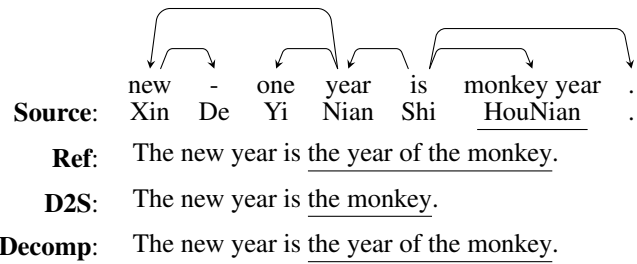 new - one year is monkey year .
Source: Xin De Yi Nian Shi HouNian .
Ref: The new year is the year of the monkey.
D2S: The new year is the monkey.
Decomp: The new year is the year of the monkey.